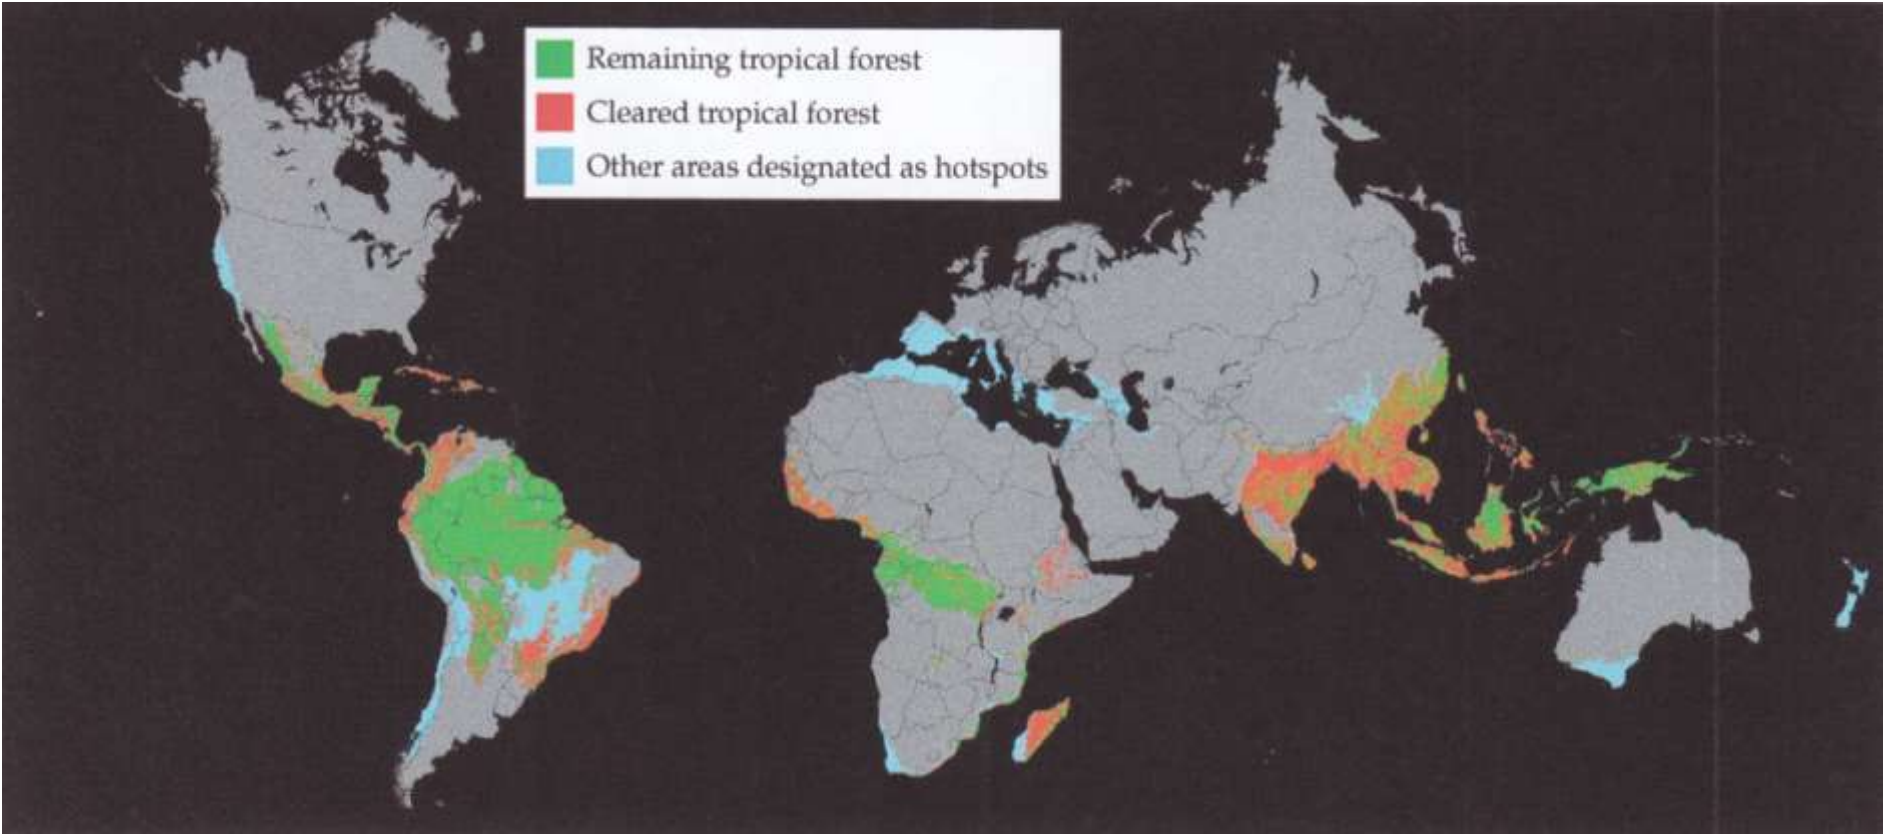 Remaining tropical forest
Cleared tropical forest
Other areas designated as hotspots